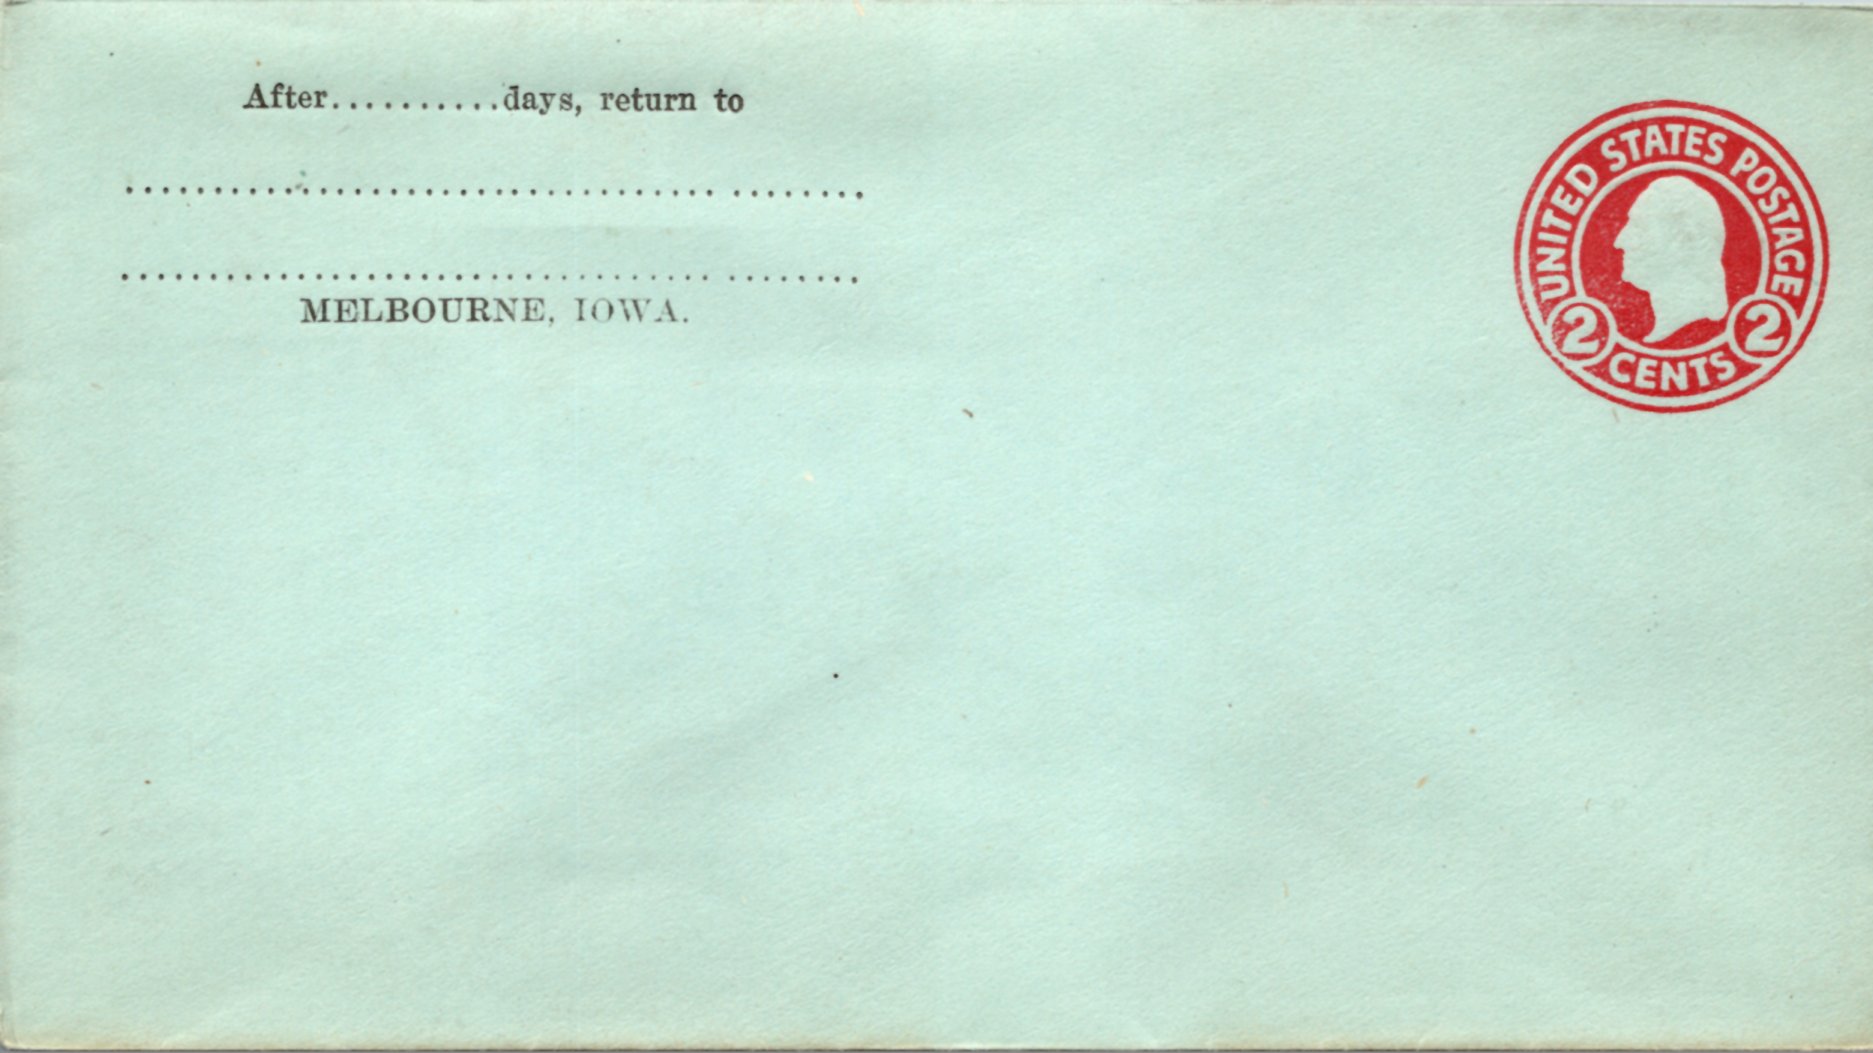 After..........days, return to
MELBOURNE, IOWA.
UNITED STATES POSTAGE
2 CENTS 2